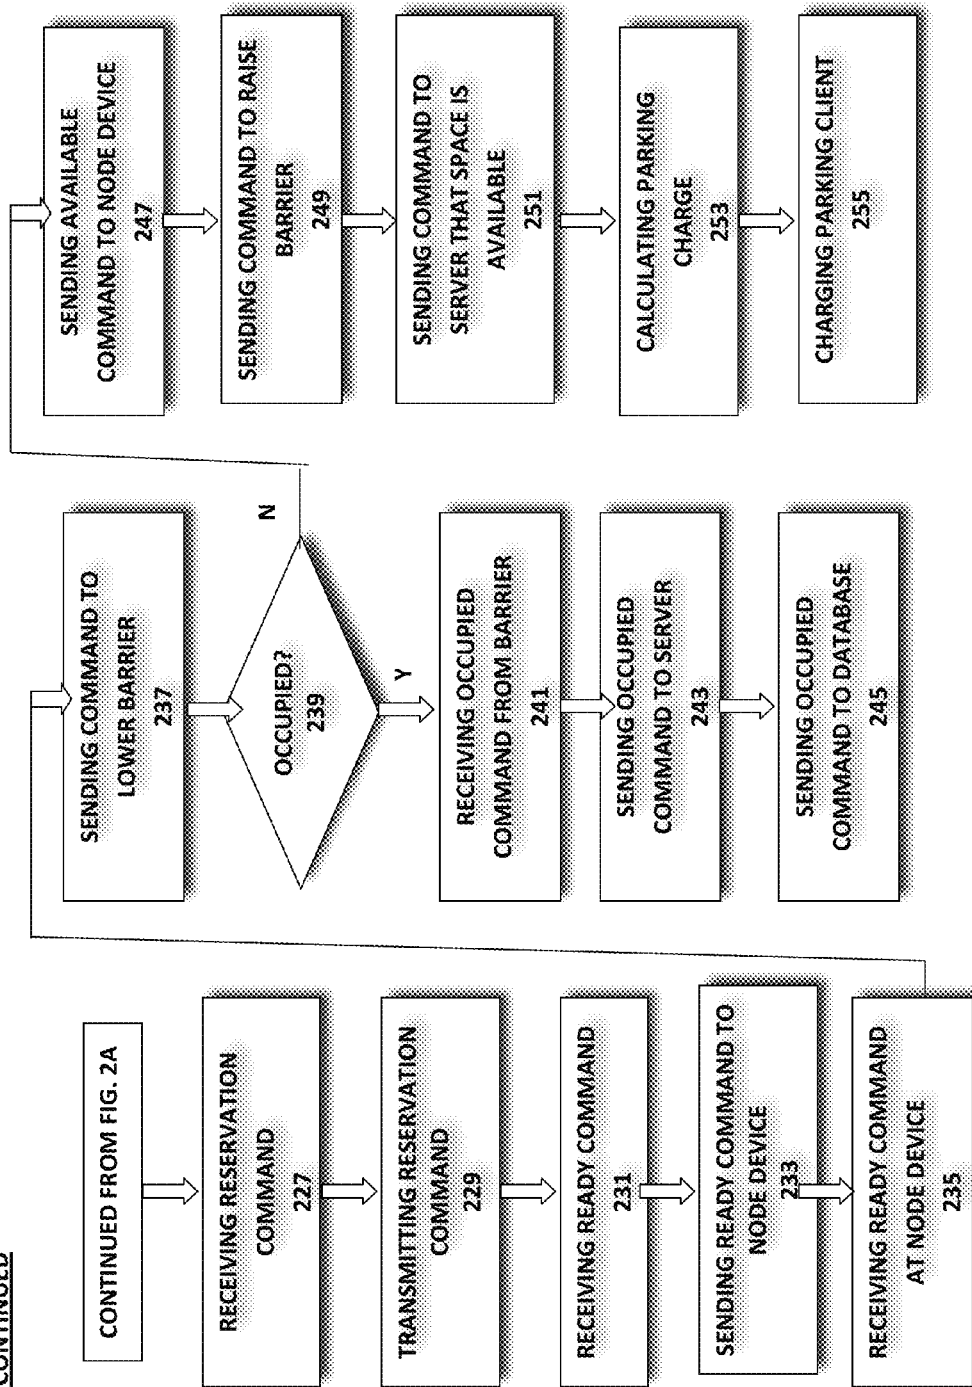 CONTINUED
CONTINUED FROM FIG. 2A
RECEIVING RESERVATION
COMMAND
227
TRANSMITTING RESERVATION
COMMAND
229
RECEIVING READY COMMAND
231
SENDING READY COMMAND TO
NODE DEVICE
233
RECEIVING READY COMMAND
AT NODE DEVICE
235
SENDING COMMAND TO
LOWER BARRIER
237
OCCUPIED?
239
N
Y
RECEIVING OCCUPIED
COMMAND FROM BARRIER
241
SENDING OCCUPIED
COMMAND TO SERVER
243
SENDING OCCUPIED
COMMAND TO DATABASE
245
SENDING AVAILABLE
COMMAND TO NODE DEVICE
247
SENDING COMMAND TO RAISE
BARRIER
249
SENDING COMMAND TO
SERVER THAT SPACE IS
AVAILABLE
251
CALCULATING PARKING
CHARGE
253
CHARGING PARKING CLIENT
255